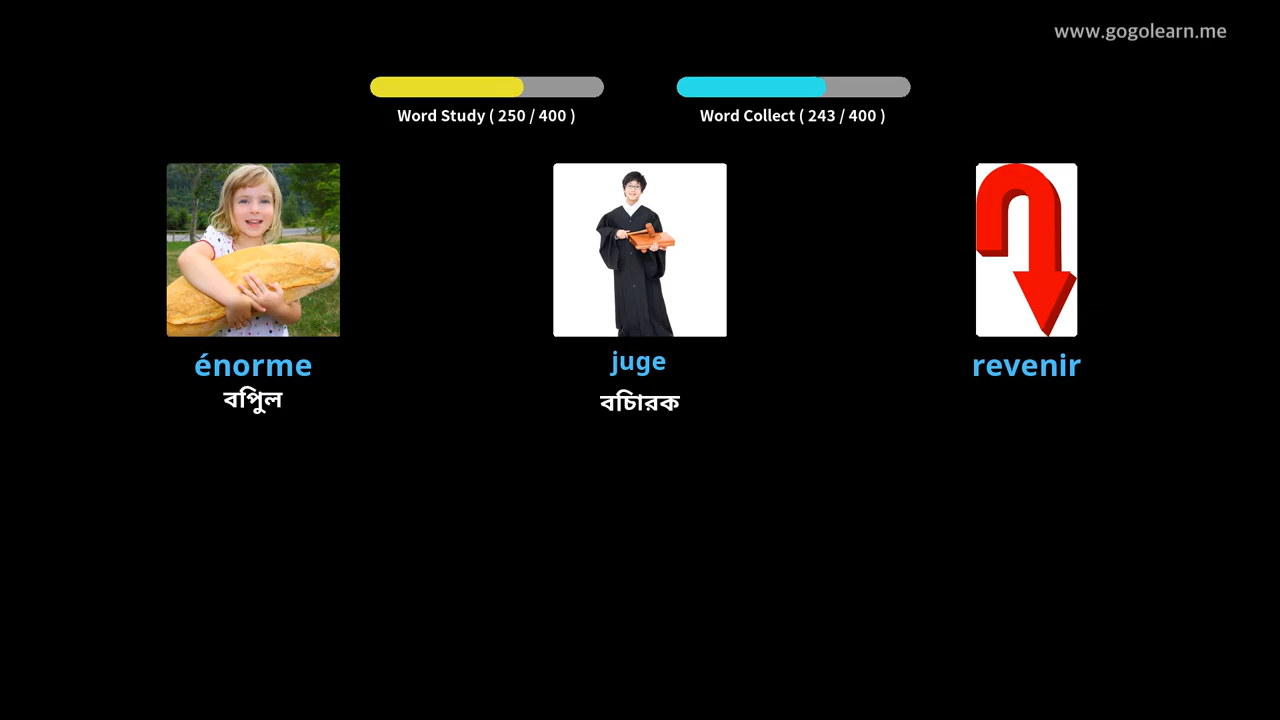 www.gogolearn.me
Word Study ( 250 / 400 )
Word Collect ( 243 / 400 )
énorme
বিপুল
juge
বিচারক
revenir